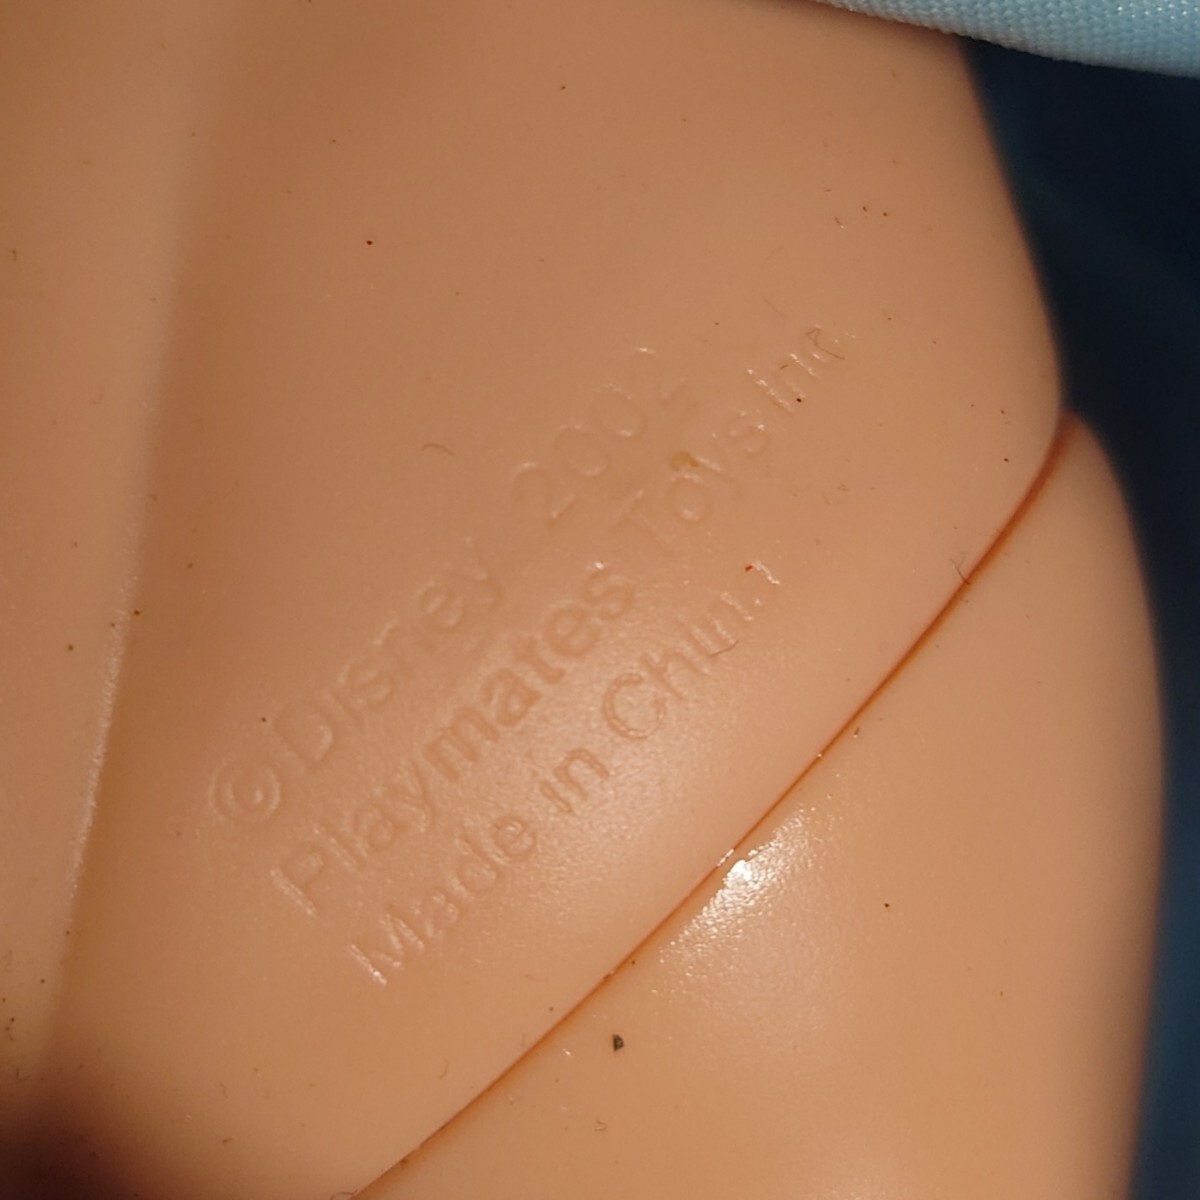 © Disney 2002
Playmates Toys Inc.
Made in China